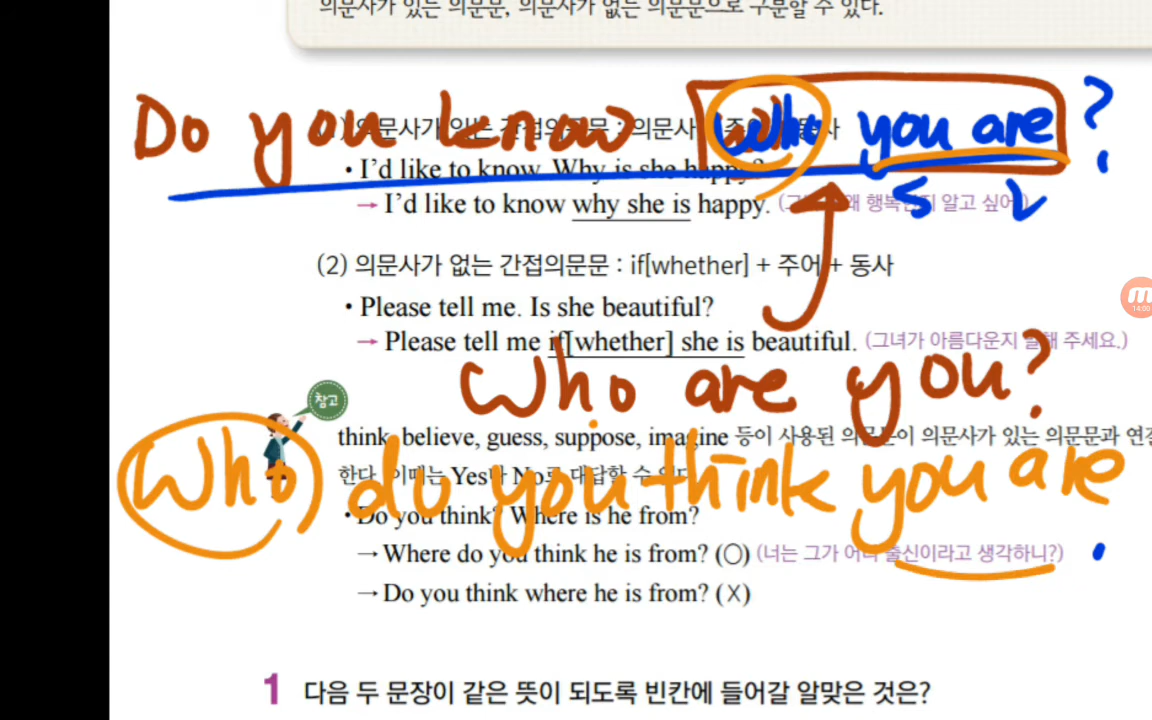 의문사가 있는 의문문, 의문사가 없는 의문문으로 구분할 수 있다.
Do you know who you are?
의문사가 있는 간접의문문 : 의문사 + 주어 + 동사
• I'd like to know. Why is she happy?
→ I'd like to know why she is happy. (왜 행복한지 알고 싶어.)
S V
(2) 의문사가 없는 간접의문문 : if[whether] + 주어 + 동사
• Please tell me. Is she beautiful?
→ Please tell me if[whether] she is beautiful. (그녀가 아름다운지 말해 주세요.)
Who are you?
참고
think, believe, guess, suppose, imagine 등이 사용된 의문문이 의문사가 있는 의문문과 연결
한다. 이때는 Yes나 No로 대답할 수 없다.
Who do you think you are
• Do you think? Where is he from?
→ Where do you think he is from? (○) (너는 그가 어디 출신이라고 생각하니?)
→ Do you think where he is from? (X)
1 다음 두 문장이 같은 뜻이 되도록 빈칸에 들어갈 알맞은 것은?